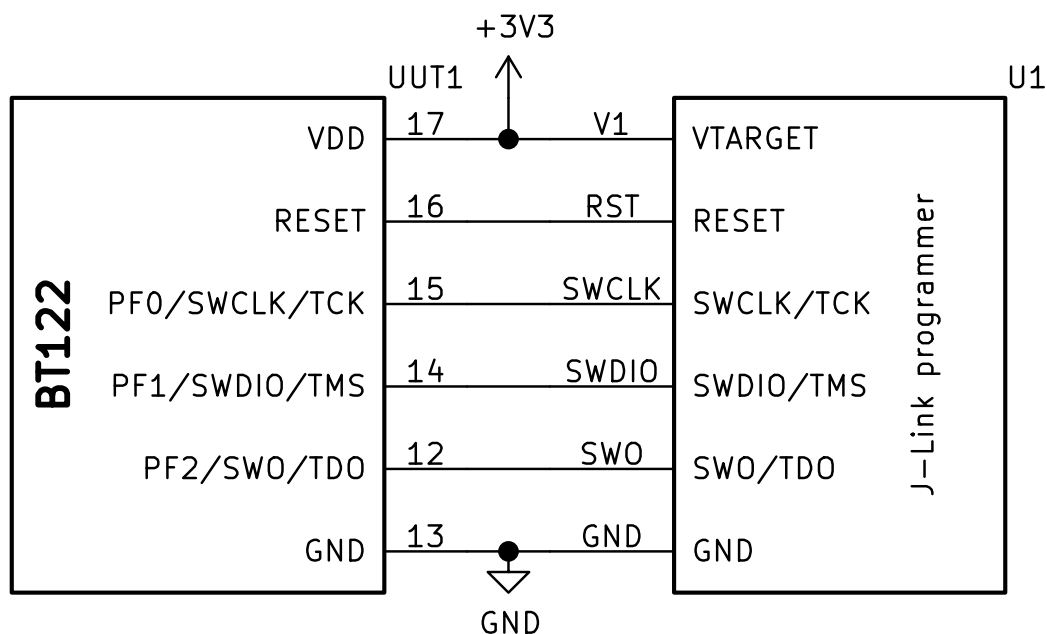 +3V3
UUT1
U1
VDD 17 V1 VTARGET
RESET 16 RST RESET
PF0/SWCLK/TCK 15 SWCLK SWCLK/TCK
PF1/SWDIO/TMS 14 SWDIO SWDIO/TMS
PF2/SWO/TDO 12 SWO SWO/TDO
GND 13 GND GND
GND
BT122
J-Link programmer